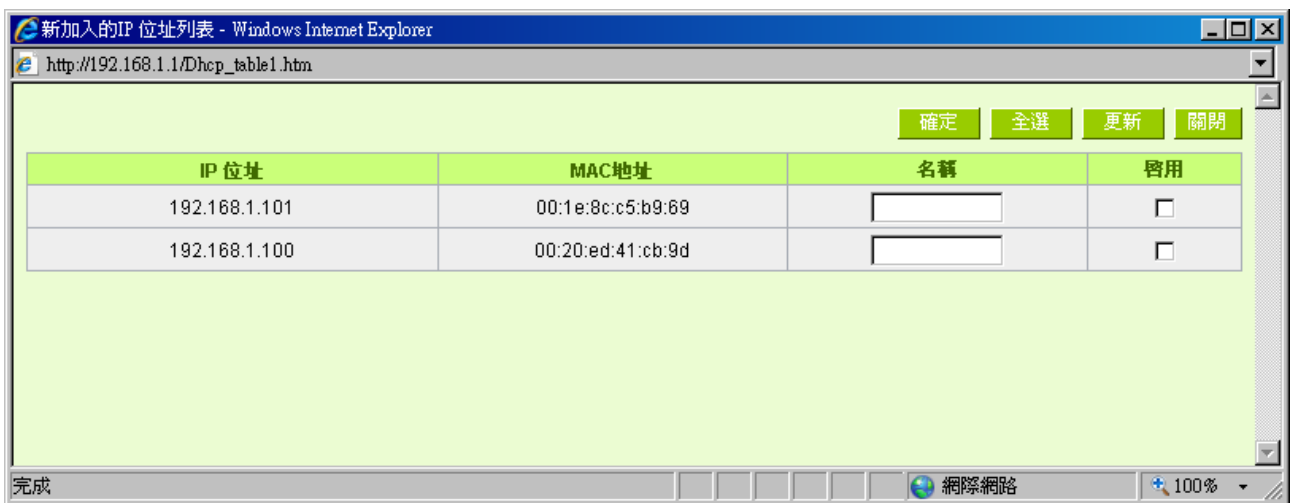 新加入的IP 位址列表 - Windows Internet Explorer
http://192.168.1.1/Dhcp_table1.htm
確定 全選 更新 關閉
IP 位址 MAC地址 名稱 啓用
192.168.1.101 00:1e:8c:c5:b9:69
192.168.1.100 00:20:ed:41:cb:9d
完成 網際網路 100%